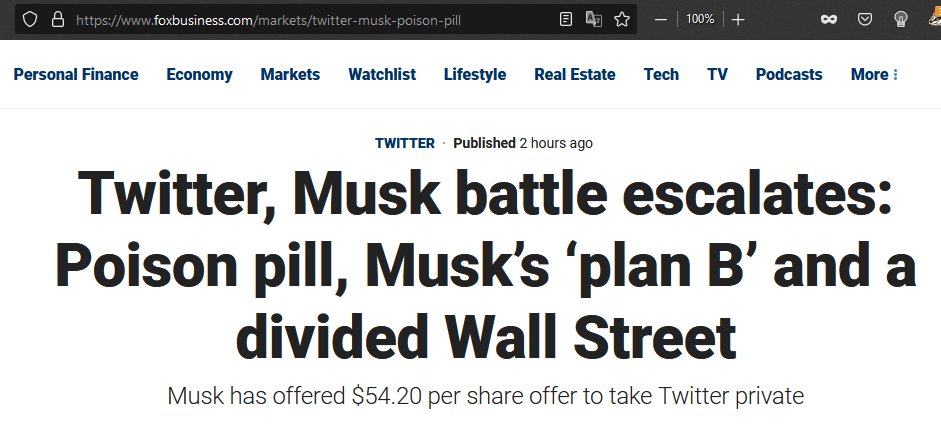 https://www.foxbusiness.com/markets/twitter-musk-poison-pill
100%
Personal Finance Economy Markets Watchlist Lifestyle Real Estate Tech TV Podcasts More
TWITTER · Published 2 hours ago
Twitter, Musk battle escalates:
Poison pill, Musk’s ‘plan B’ and a
divided Wall Street
Musk has offered $54.20 per share offer to take Twitter private